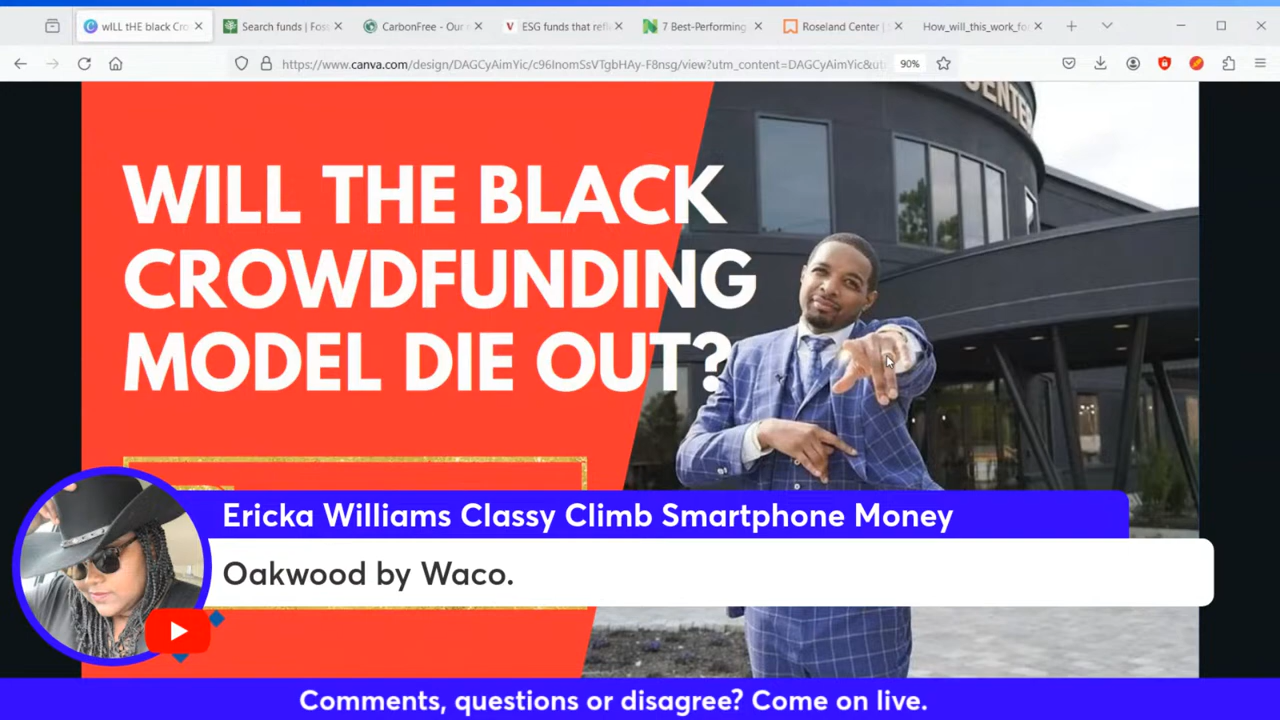 wILL tHE black Cro
Search funds | Fos
CarbonFree - Our
ESG funds that refl
7 Best-Performing
Roseland Center |
How_will_this_work_fo
https://www.canva.com/design/DAGCyAimYic/c96InomSsVTgbHAy-F8nsg/view?utm_content=DAGCyAimYic&ut
90%
CENTER
WILL THE BLACK
CROWDFUNDING
MODEL DIE OUT?
Ericka Williams Classy Climb Smartphone Money
Oakwood by Waco.
Comments, questions or disagree? Come on live.